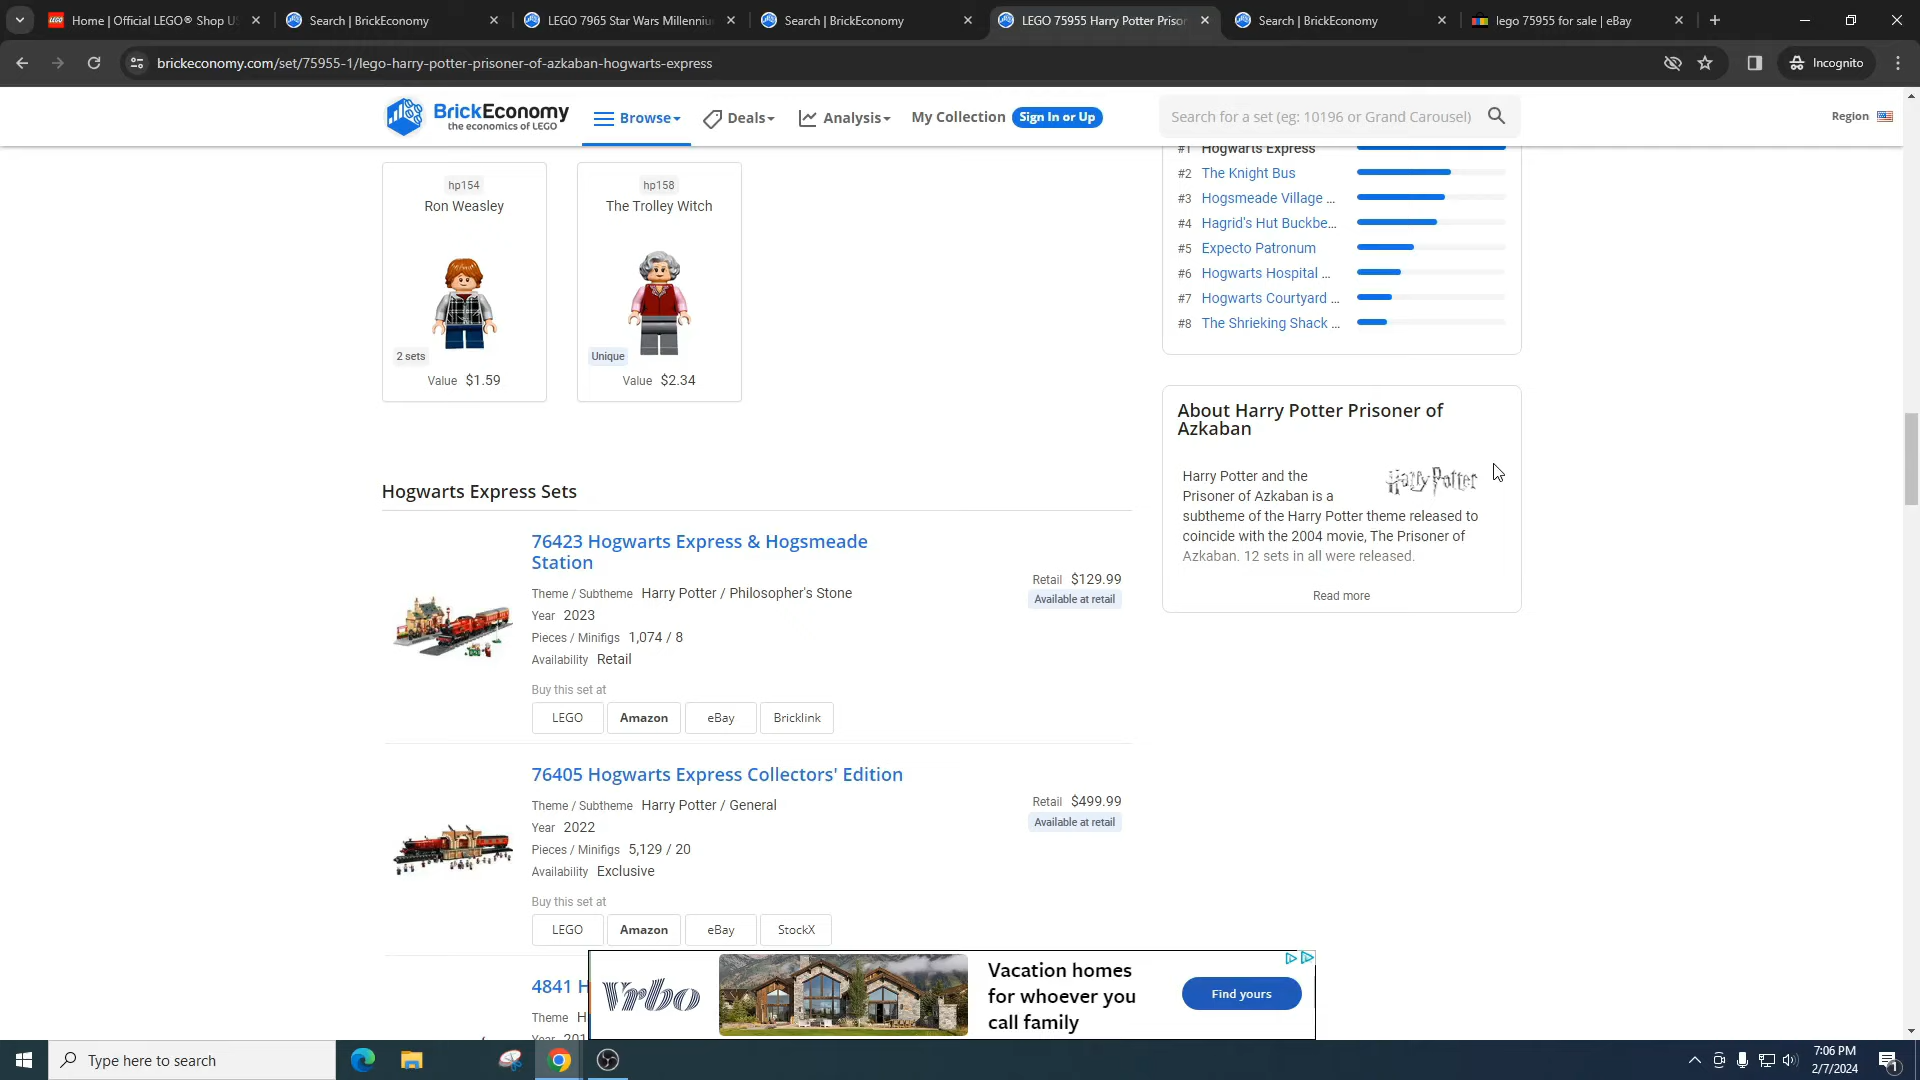 Home | Official LEGO® Shop U
Search | BrickEconomy
LEGO 7965 Star Wars Millenniu
Search | BrickEconomy
LEGO 75955 Harry Potter Prison
Search | BrickEconomy
lego 75955 for sale | eBay
brickeconomy.com/set/75955-1/lego-harry-potter-prisoner-of-azkaban-hogwarts-express
Incognito
BrickEconomy
the economics of LEGO
Browse
Deals
Analysis
My Collection
Sign In or Up
Search for a set (eg: 10196 or Grand Carousel)
Region
hp154
Ron Weasley
2 sets
Value $1.59
hp158
The Trolley Witch
Unique
Value $2.34
#1 Hogwarts Express
#2 The Knight Bus
#3 Hogsmeade Village ...
#4 Hagrid's Hut Buckbe...
#5 Expecto Patronum
#6 Hogwarts Hospital ...
#7 Hogwarts Courtyard ...
#8 The Shrieking Shack ...
About Harry Potter Prisoner of
Azkaban
Harry Potter
Harry Potter and the
Prisoner of Azkaban is a
subtheme of the Harry Potter theme released to
coincide with the 2004 movie, The Prisoner of
Azkaban. 12 sets in all were released.
Read more
Hogwarts Express Sets
76423 Hogwarts Express & Hogsmeade
Station
Theme / Subtheme Harry Potter / Philosopher's Stone
Year 2023
Pieces / Minifigs 1,074 / 8
Availability Retail
Retail $129.99
Available at retail
Buy this set at
LEGO
Amazon
eBay
Bricklink
76405 Hogwarts Express Collectors' Edition
Theme / Subtheme Harry Potter / General
Year 2022
Pieces / Minifigs 5,129 / 20
Availability Exclusive
Retail $499.99
Available at retail
Buy this set at
LEGO
Amazon
eBay
StockX
4841 H
Theme H
Year 201
Vrbo
Vacation homes
for whoever you
call family
Find yours
Type here to search
7:06 PM
2/7/2024
1